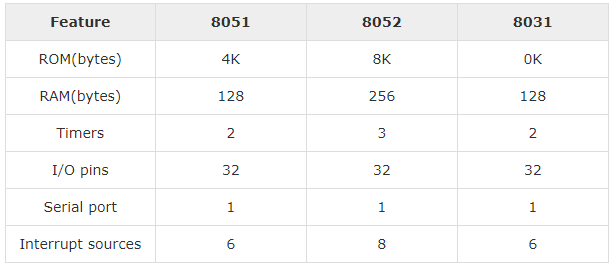 Feature 8051 8052 8031
ROM(bytes) 4K 8K 0K
RAM(bytes) 128 256 128
Timers 2 3 2
I/O pins 32 32 32
Serial port 1 1 1
Interrupt sources 6 8 6